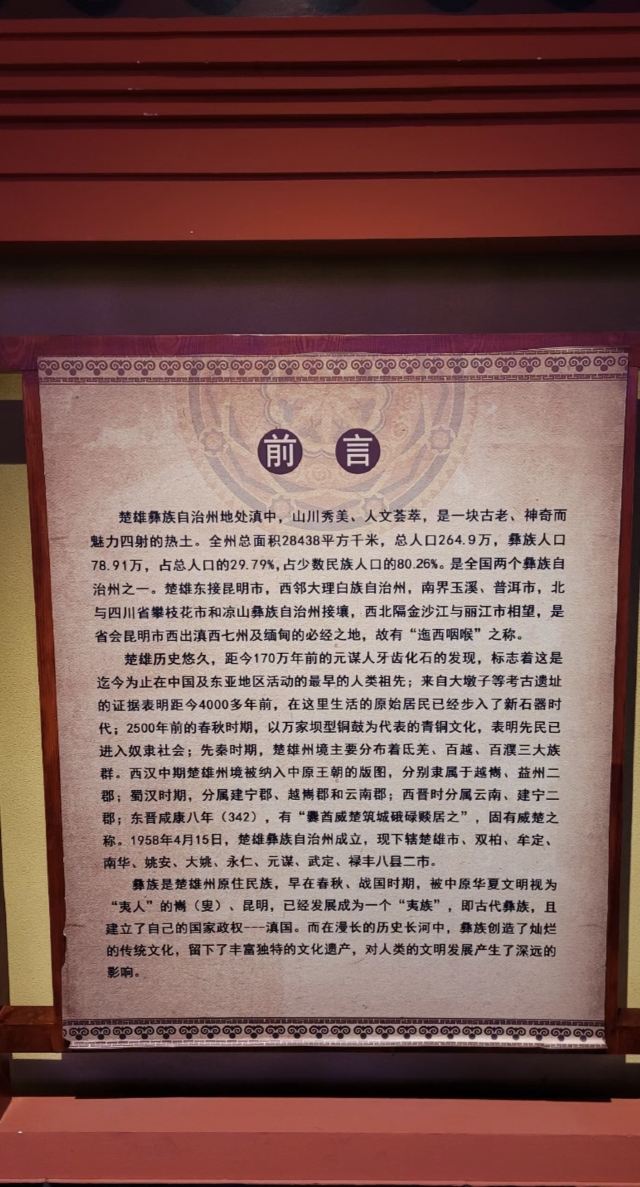 前言
楚雄彝族自治州地处滇中，山川秀美、人文荟萃，是一块古老、神奇而
魅力四射的热土。全州总面积28438平方千米，总人口264.9万，彝族人口
78.91万，占总人口的29.79%，占少数民族人口的80.26%。是全国两个彝族自
治州之一。楚雄东接昆明市，西邻大理白族自治州，南界玉溪、普洱市，北
与四川省攀枝花市和凉山彝族自治州接壤，西北隔金沙江与丽江市相望，是
省会昆明市西出滇西七州及缅甸的必经之地，故有“迤西咽喉”之称。
楚雄历史悠久，距今170万年前的元谋人牙齿化石的发现，标志着这是
迄今为止在中国及东亚地区活动的最早的人类祖先；来自大墩子等考古遗址
的证据表明距今4000多年前，在这里生活的原始居民已经步入了新石器时
代；2500年前的春秋时期，以万家坝型铜鼓为代表的青铜文化，表明先民已
进入奴隶社会；先秦时期，楚雄州境主要分布着氐羌、百越、百濮三大族
群。西汉中期楚雄州境被纳入中原王朝的版图，分别隶属于越嶲、益州二
郡；蜀汉时期，分属建宁郡、越嶲郡和云南郡；西晋时分属云南、建宁二
郡；东晋咸康八年（342），有“爨酋威楚筑城硪碌赕居之”，固有威楚之
称。1958年4月15日，楚雄彝族自治州成立，现下辖楚雄市、双柏、牟定、
南华、姚安、大姚、永仁、元谋、武定、禄丰八县二市。
彝族是楚雄州原住民族，早在春秋、战国时期，被中原华夏文明视为
“夷人”的嶲（叟）、昆明，已经发展成为一个“夷族”，即古代彝族，且
建立了自己的国家政权---滇国。而在漫长的历史长河中，彝族创造了灿烂
的传统文化，留下了丰富独特的文化遗产，对人类的文明发展产生了深远的
影响。